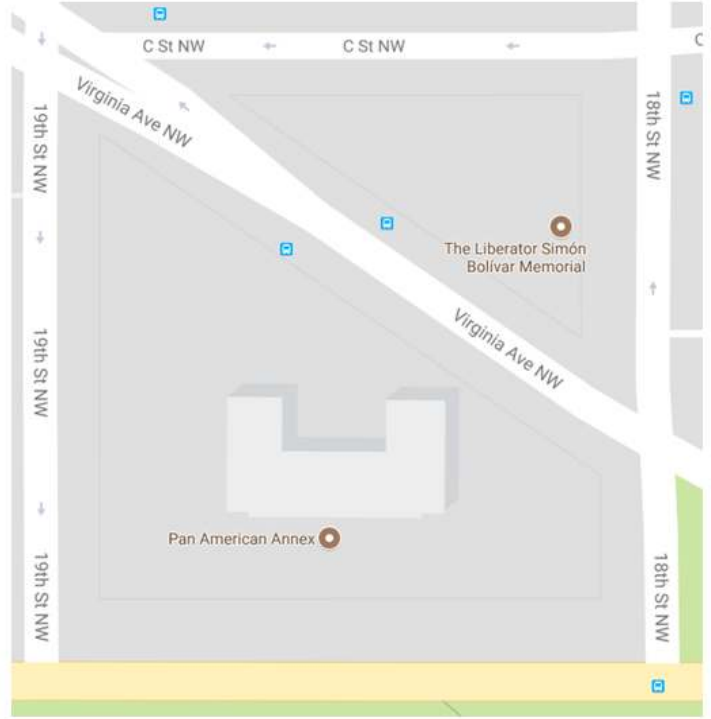 C St NW
C St NW
C
Virginia Ave NW
19th St NW
18th St NW
The Liberator Simón
Bolívar Memorial
Virginia Ave NW
19th St NW
Pan American Annex
19th St NW
18th St NW